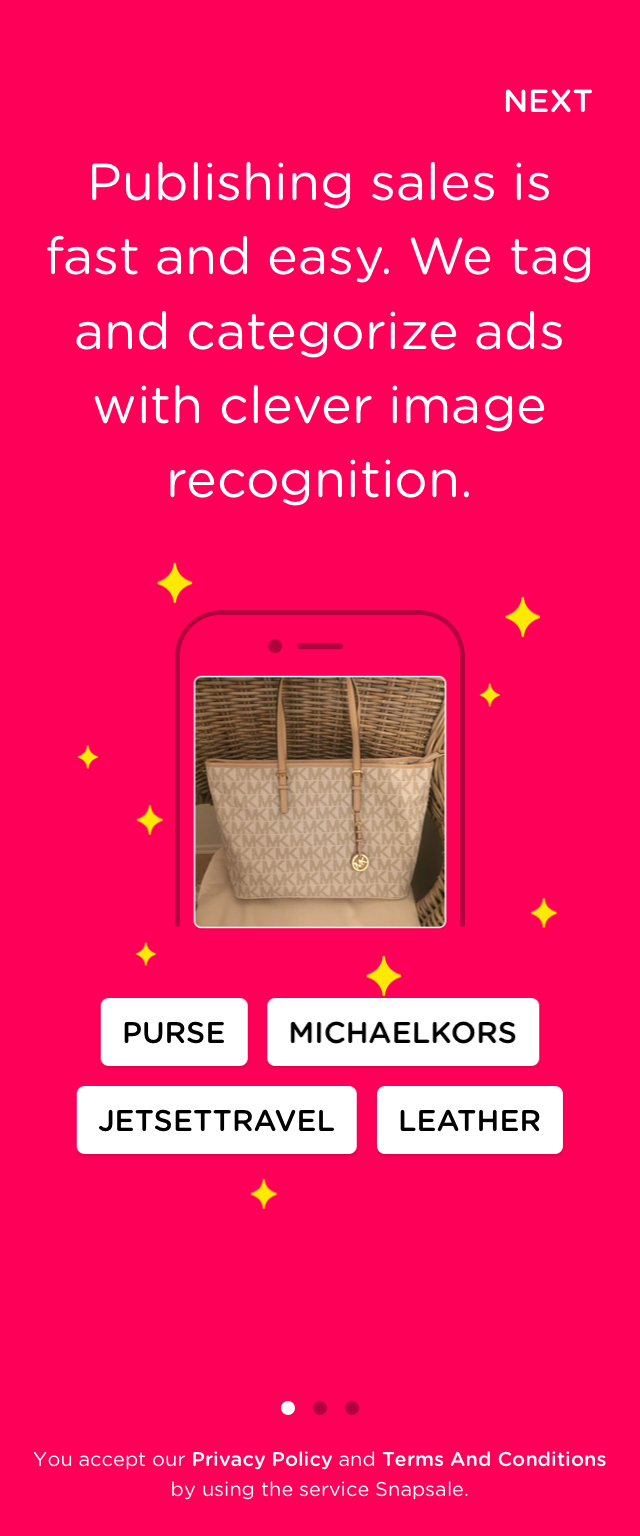 NEXT
Publishing sales is
fast and easy. We tag
and categorize ads
with clever image
recognition.
PURSE
MICHAELKORS
JETSETTRAVEL
LEATHER
You accept our Privacy Policy and Terms And Conditions
by using the service Snapsale.